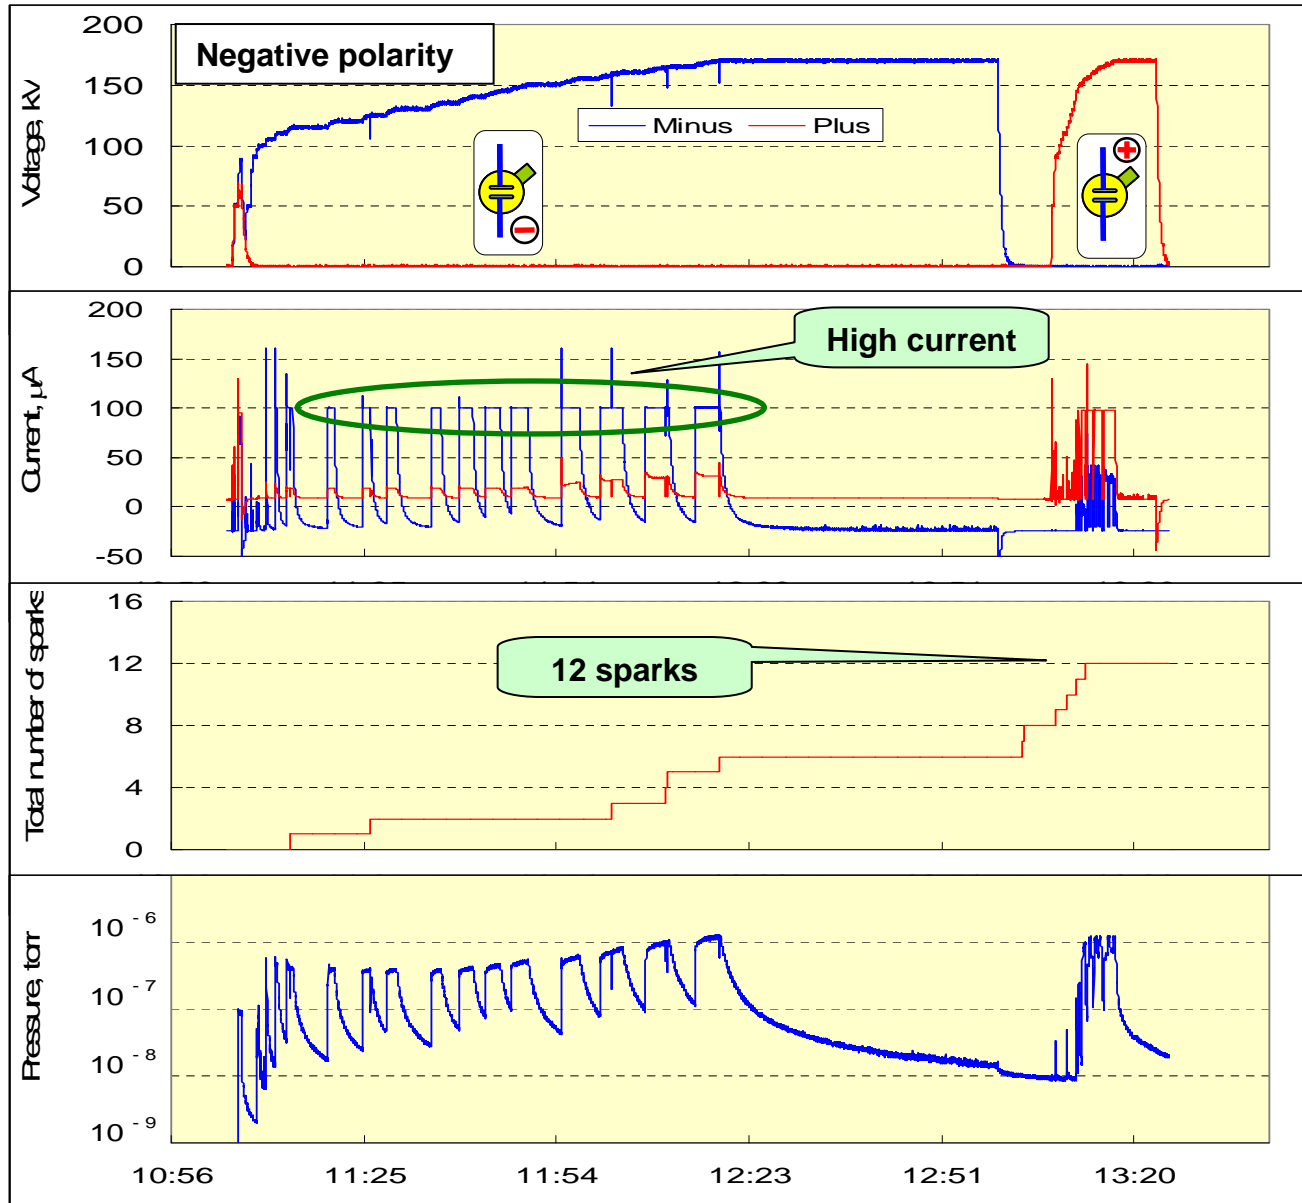 Negative polarity
Voltage, kV
200
150
100
50
0
Minus
Plus
Current, μA
200
150
100
50
0
-50
High current
Total number of sparks
16
12
8
4
0
12 sparks
Pressure, torr
10 -6
10 -7
10 -8
10 -9
10:56 11:25 11:54 12:23 12:51 13:20